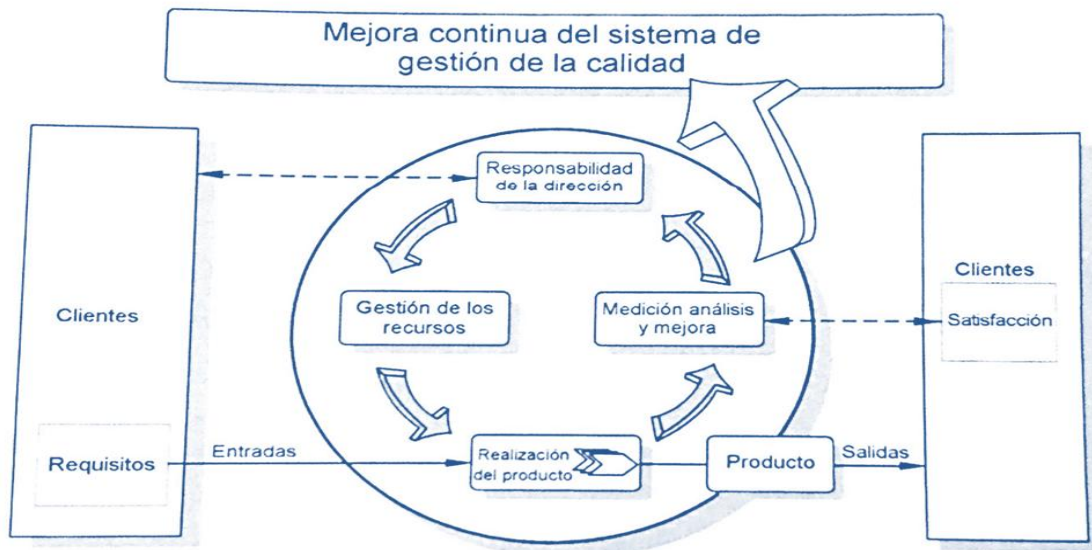 Mejora continua del sistema de
gestión de la calidad
Responsabilidad
de la dirección
Clientes
Gestión de los
recursos
Medición análisis
y mejora
Clientes
Satisfacción
Requisitos
Entradas
Realización
del producto
Producto
Salidas